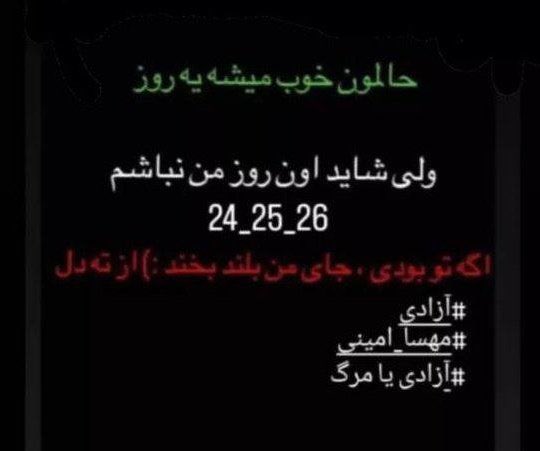 حالمون خوب میشه یه روز
ولی شاید اون روز من نباشم
24_25_26
اگه تو بودی ، جای من بلند بخند :) از ته دل
#آزادی
#مهسا_امینی
#آزادی یا مرگ